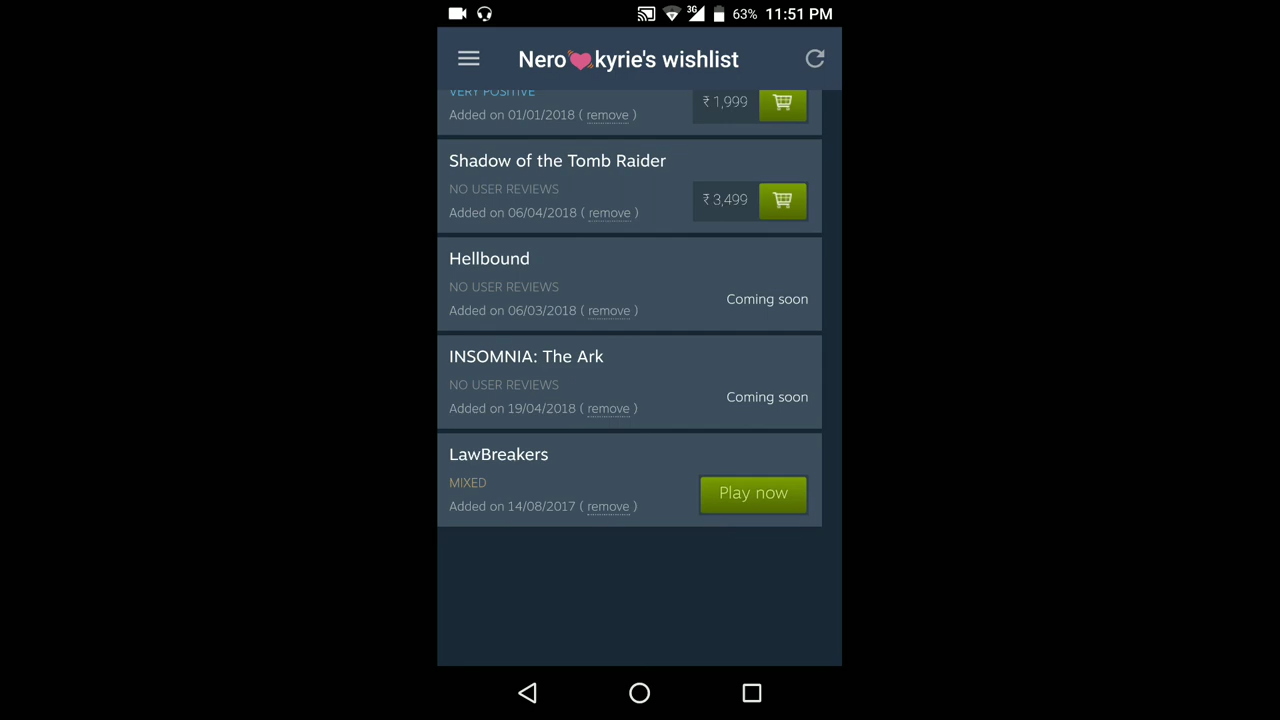 3G 63% 11:51 PM
Nero💘kyrie's wishlist
VERY POSITIVE
₹ 1,999
Added on 01/01/2018 ( remove )
Shadow of the Tomb Raider
NO USER REVIEWS
₹ 3,499
Added on 06/04/2018 ( remove )
Hellbound
NO USER REVIEWS
Coming soon
Added on 06/03/2018 ( remove )
INSOMNIA: The Ark
NO USER REVIEWS
Coming soon
Added on 19/04/2018 ( remove )
LawBreakers
MIXED
Play now
Added on 14/08/2017 ( remove )